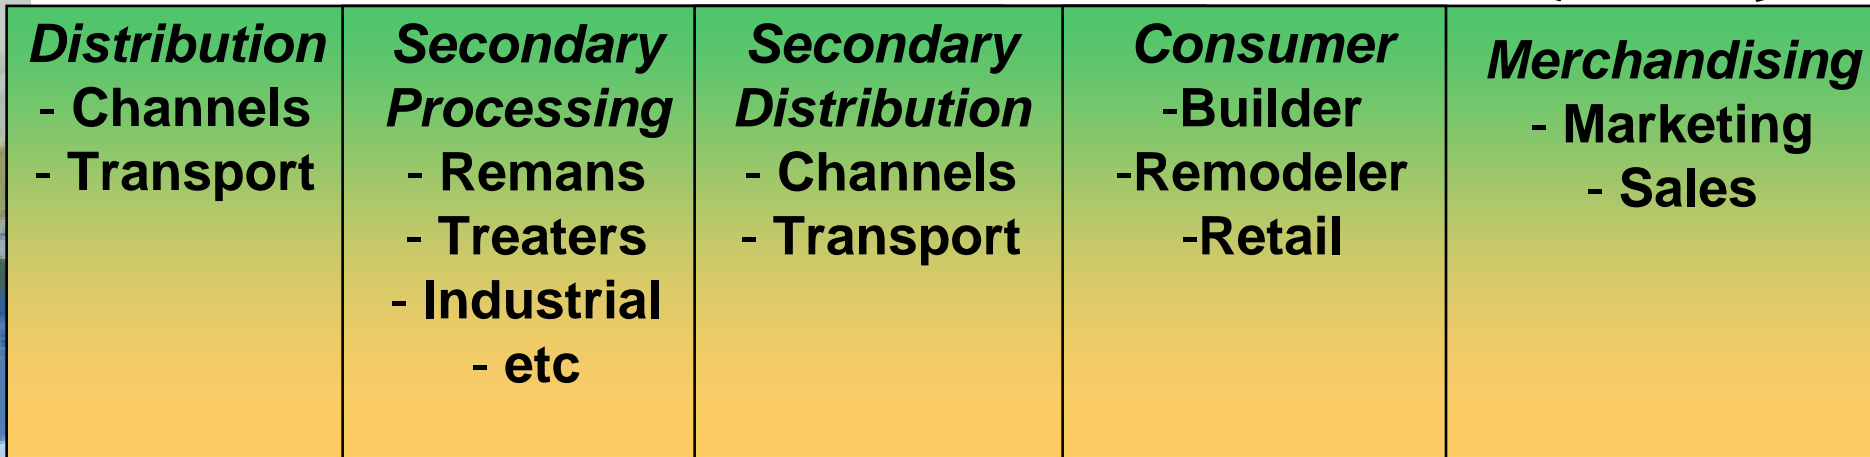 Distribution
- Channels
- Transport
Secondary
Processing
- Remans
- Treaters
- Industrial
- etc
Secondary
Distribution
- Channels
- Transport
Consumer
-Builder
-Remodeler
-Retail
Merchandising
- Marketing
- Sales